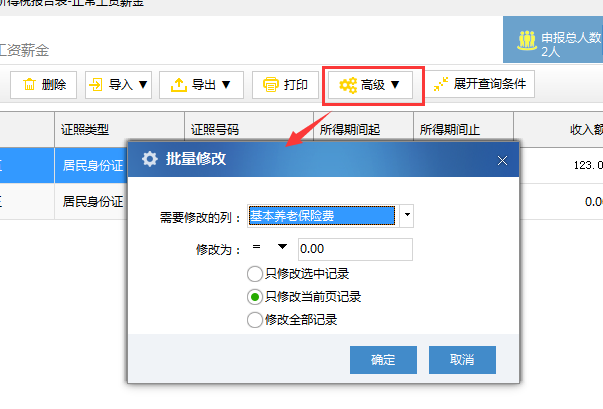 所得税报告表-正常工资薪金
工资薪金
申报总人数
2人
删除 导入 ▼ 导出 ▼ 打印 高级 ▼ 展开查询条件
证照类型 证照号码 所得期间起 所得期间止 收入额
居民身份证 123.0
居民身份证 0.0
批量修改
需要修改的列： 基本养老保险费
修改为： = 0.00
只修改选中记录
只修改当前页记录
修改全部记录
确定 取消